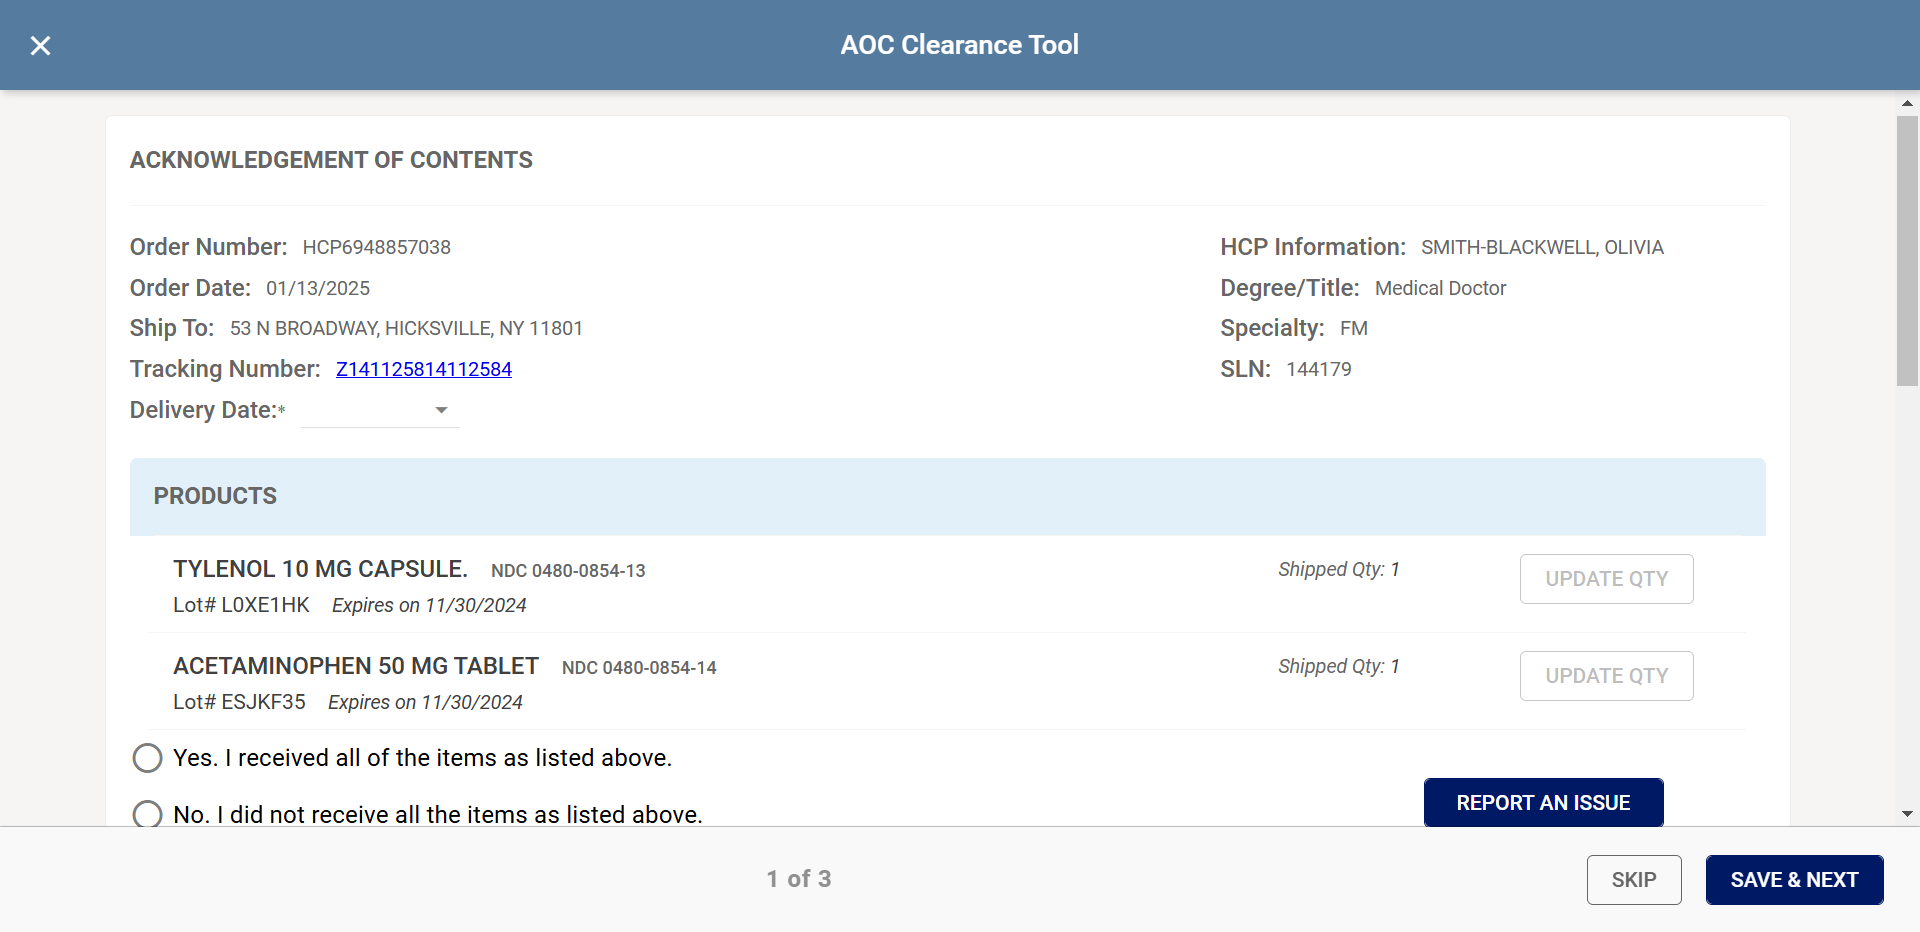 AOC Clearance Tool
ACKNOWLEDGEMENT OF CONTENTS
Order Number: HCP6948857038
Order Date: 01/13/2025
Ship To: 53 N BROADWAY, HICKSVILLE, NY 11801
Tracking Number: Z141125814112584
Delivery Date:*
HCP Information: SMITH-BLACKWELL, OLIVIA
Degree/Title: Medical Doctor
Specialty: FM
SLN: 144179
PRODUCTS
TYLENOL 10 MG CAPSULE. NDC 0480-0854-13 Shipped Qty: 1 UPDATE QTY
Lot# L0XE1HK Expires on 11/30/2024
ACETAMINOPHEN 50 MG TABLET NDC 0480-0854-14 Shipped Qty: 1 UPDATE QTY
Lot# ESJKF35 Expires on 11/30/2024
Yes. I received all of the items as listed above.
No. I did not receive all the items as listed above.
REPORT AN ISSUE
1 of 3
SKIP
SAVE & NEXT